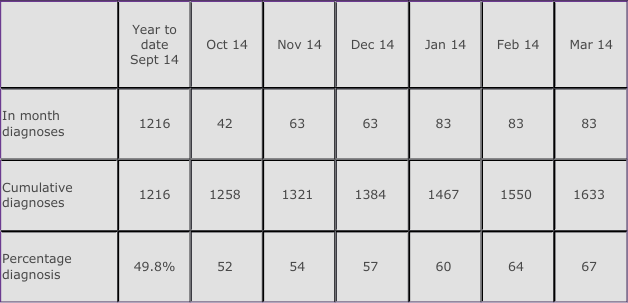 Year to
date
Sept 14
Oct 14
Nov 14
Dec 14
Jan 14
Feb 14
Mar 14
In month
diagnoses
1216
42
63
63
83
83
83
Cumulative
diagnoses
1216
1258
1321
1384
1467
1550
1633
Percentage
diagnosis
49.8%
52
54
57
60
64
67